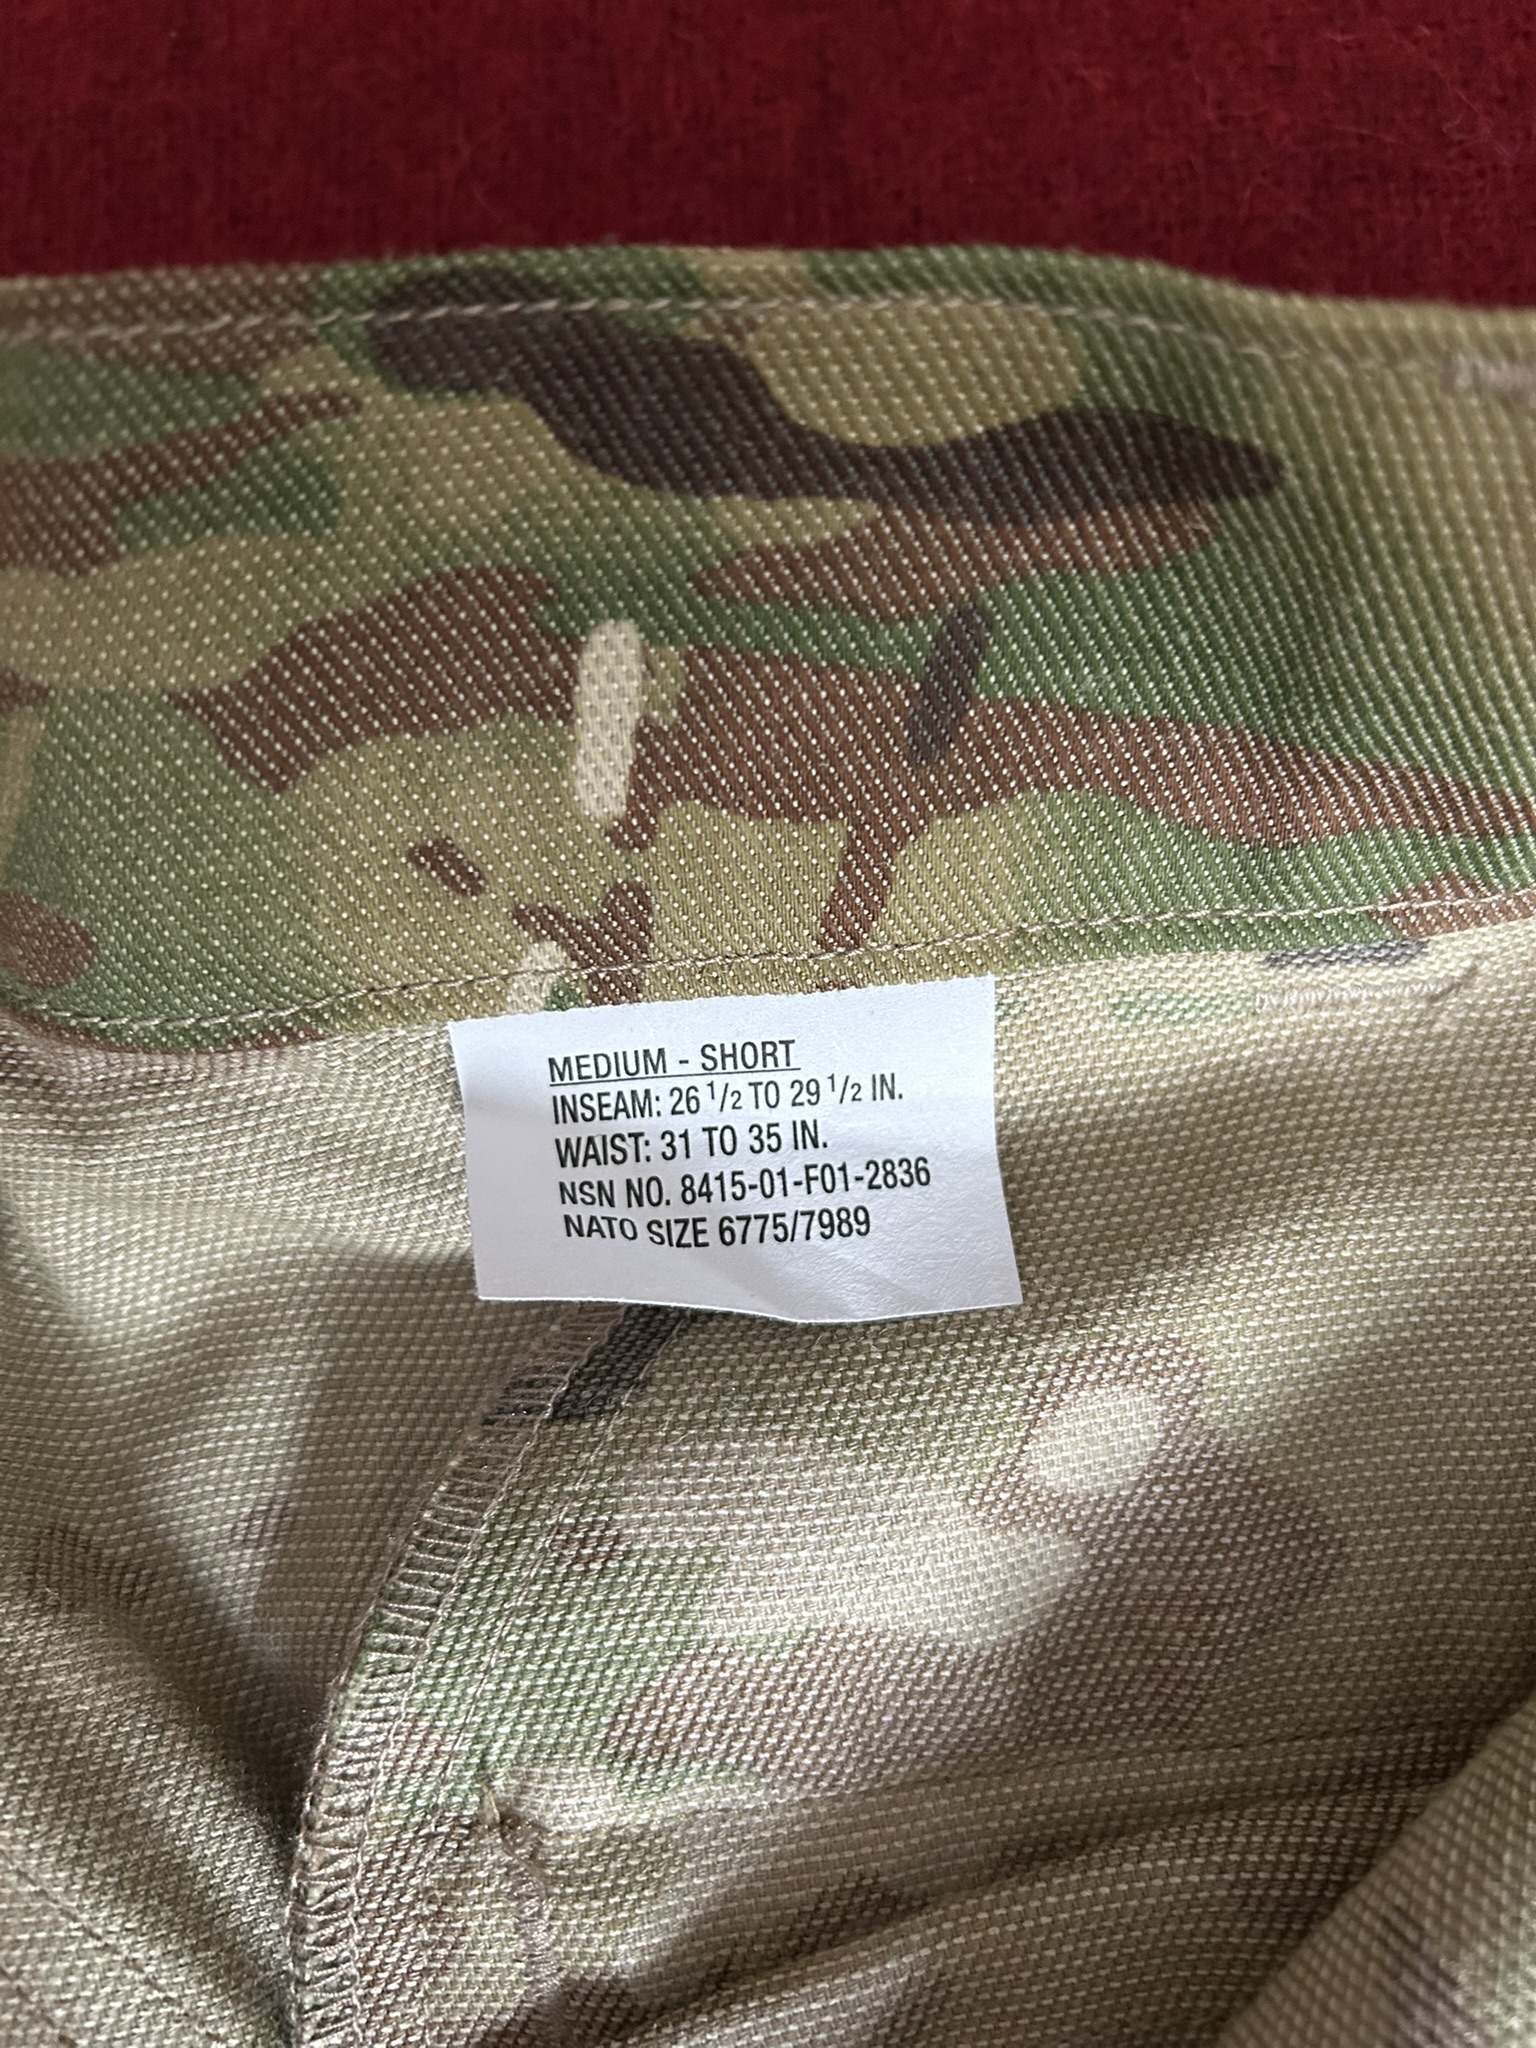 MEDIUM - SHORT
INSEAM: 26 1/2 TO 29 1/2 IN.
WAIST: 31 TO 35 IN.
NSN NO. 8415-01-F01-2836
NATO SIZE 6775/7989